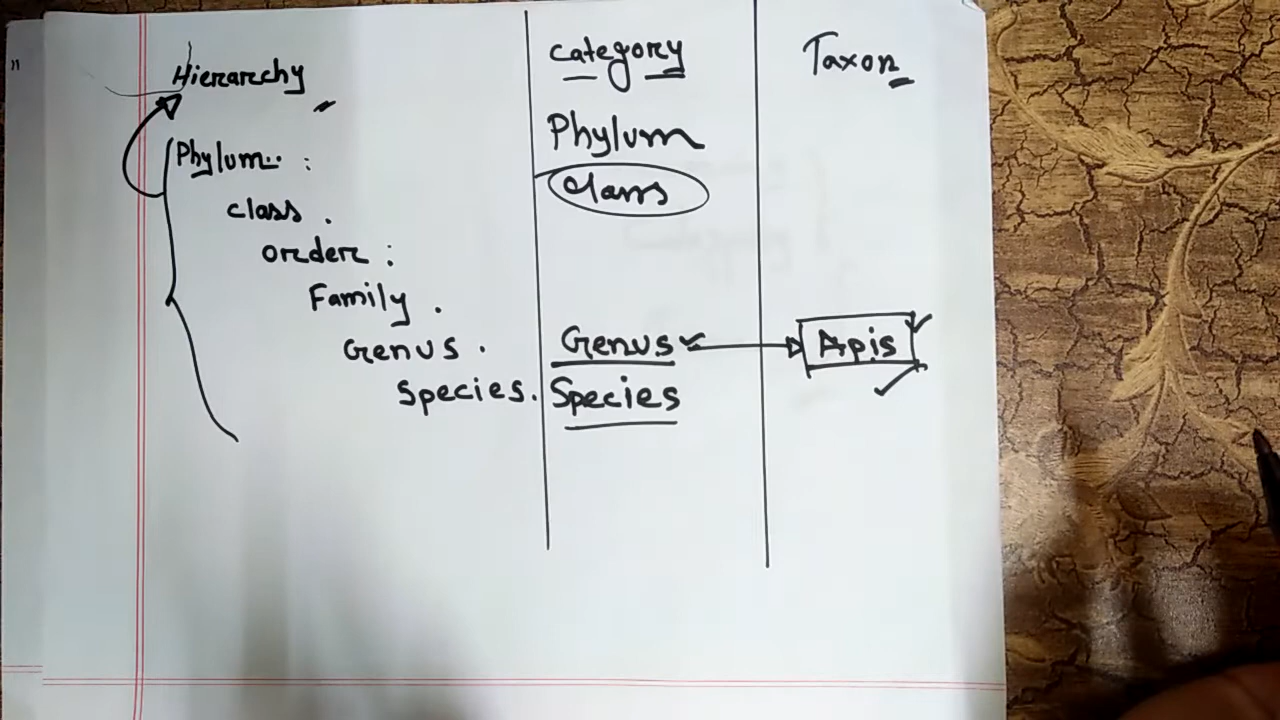 Hierarchy
Phylum :
class .
order :
Family .
Genus .
Species.
Category
Phylum
Class
Genus
Species
Taxon
Apis